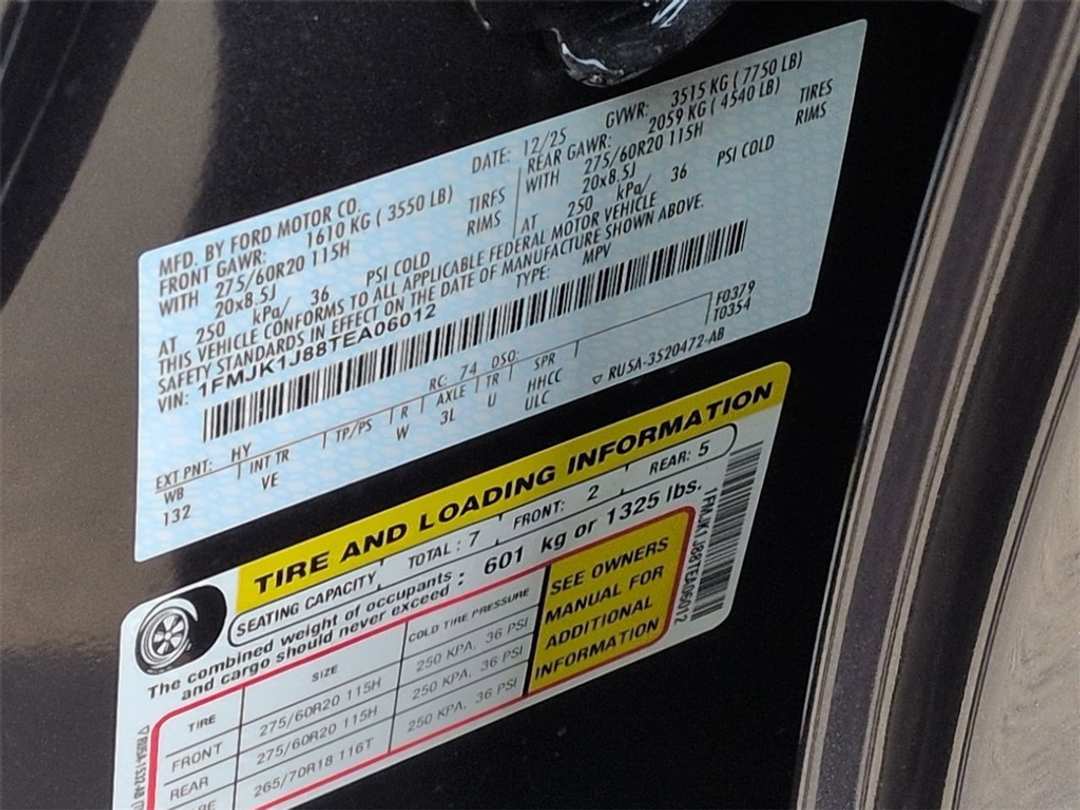 MFD. BY FORD MOTOR CO.
DATE: 12/25
GVWR: 3515 KG ( 7750 LB)
FRONT GAWR: 1610 KG ( 3550 LB)
REAR GAWR: 2059 KG ( 4540 LB)
WITH 275/60R20 115H TIRES
WITH 275/60R20 115H TIRES
20x8.5J RIMS
20x8.5J RIMS
AT 250 kPa/ 36 PSI COLD
AT 250 kPa/ 36 PSI COLD
THIS VEHICLE CONFORMS TO ALL APPLICABLE FEDERAL MOTOR VEHICLE
SAFETY STANDARDS IN EFFECT ON THE DATE OF MANUFACTURE SHOWN ABOVE.
VIN: 1FMJK1J88TEA06012
TYPE: MPV
F0379
T0354
EXT PNT: HY RC: 74 DSO:
WB INT TR TP/PS R AXLE TR SPR
132 VE W 3L U HHCC
ULC
RU5A-3520472-AB
TIRE AND LOADING INFORMATION
SEATING CAPACITY, TOTAL: 7 , FRONT: 2 , REAR: 5
The combined weight of occupants
and cargo should never exceed : 601 kg or 1325 lbs.
TIRE SIZE COLD TIRE PRESSURE
FRONT 275/60R20 115H 250 KPA, 36 PSI
REAR 275/60R20 115H 250 KPA, 36 PSI
265/70R18 116T 250 KPA, 36 PSI
SEE OWNERS
MANUAL FOR
ADDITIONAL
INFORMATION
1FMJK1J88TEA06012